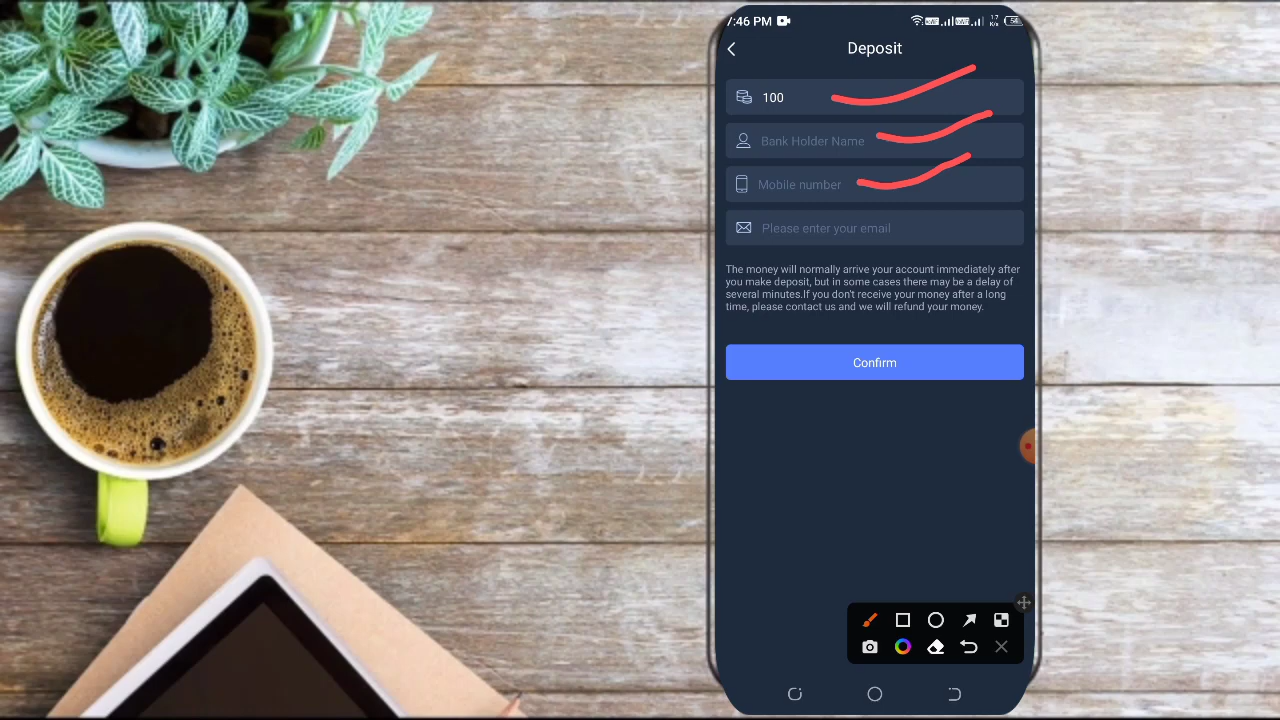 7:46 PM
Deposit
100
Bank Holder Name
Mobile number
Please enter your email
The money will normally arrive your account immediately after
you make deposit, but in some cases there may be a delay of
several minutes.If you don't receive your money after a long
time, please contact us and we will refund your money.
Confirm